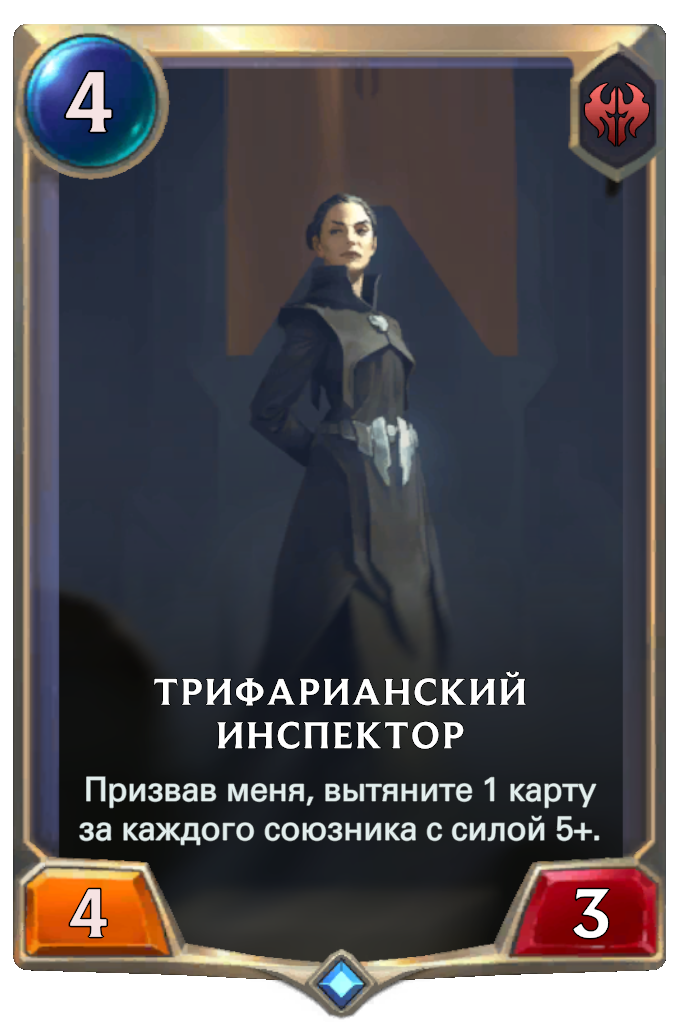 4
ТРИФАРИАНСКИЙ
ИНСПЕКТОР
Призвав меня, вытяните 1 карту
за каждого союзника с силой 5+.
4
3